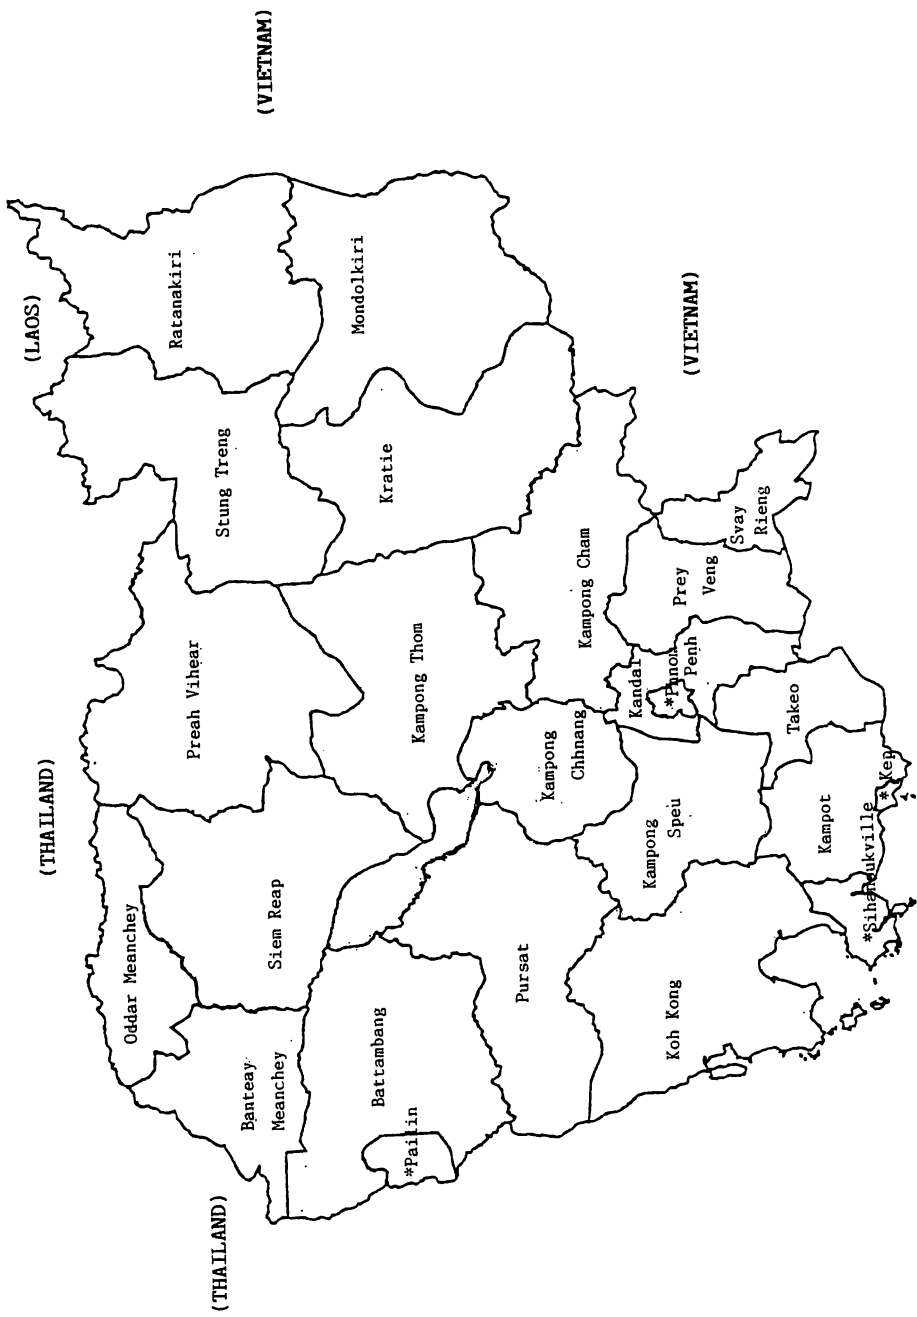 (LAOS)
(THAILAND)
(VIETNAM)
(THAILAND)
(VIETNAM)
Oddar Meanchey
Ratanakiri
Preah Vihear
Stung Treng
Banteay
Meanchey
Siem Reap
Mondolkiri
Battambang
Kratie
*Pailin
Kampong Thom
Pursat
Kampong
Chhnang
Kampong Cham
Kandal
*Phnom
Penh
Kampong
Speu
Koh Kong
Prey
Veng
Svay
Rieng
Takeo
Kampot
*Sihanoukville
* Kep